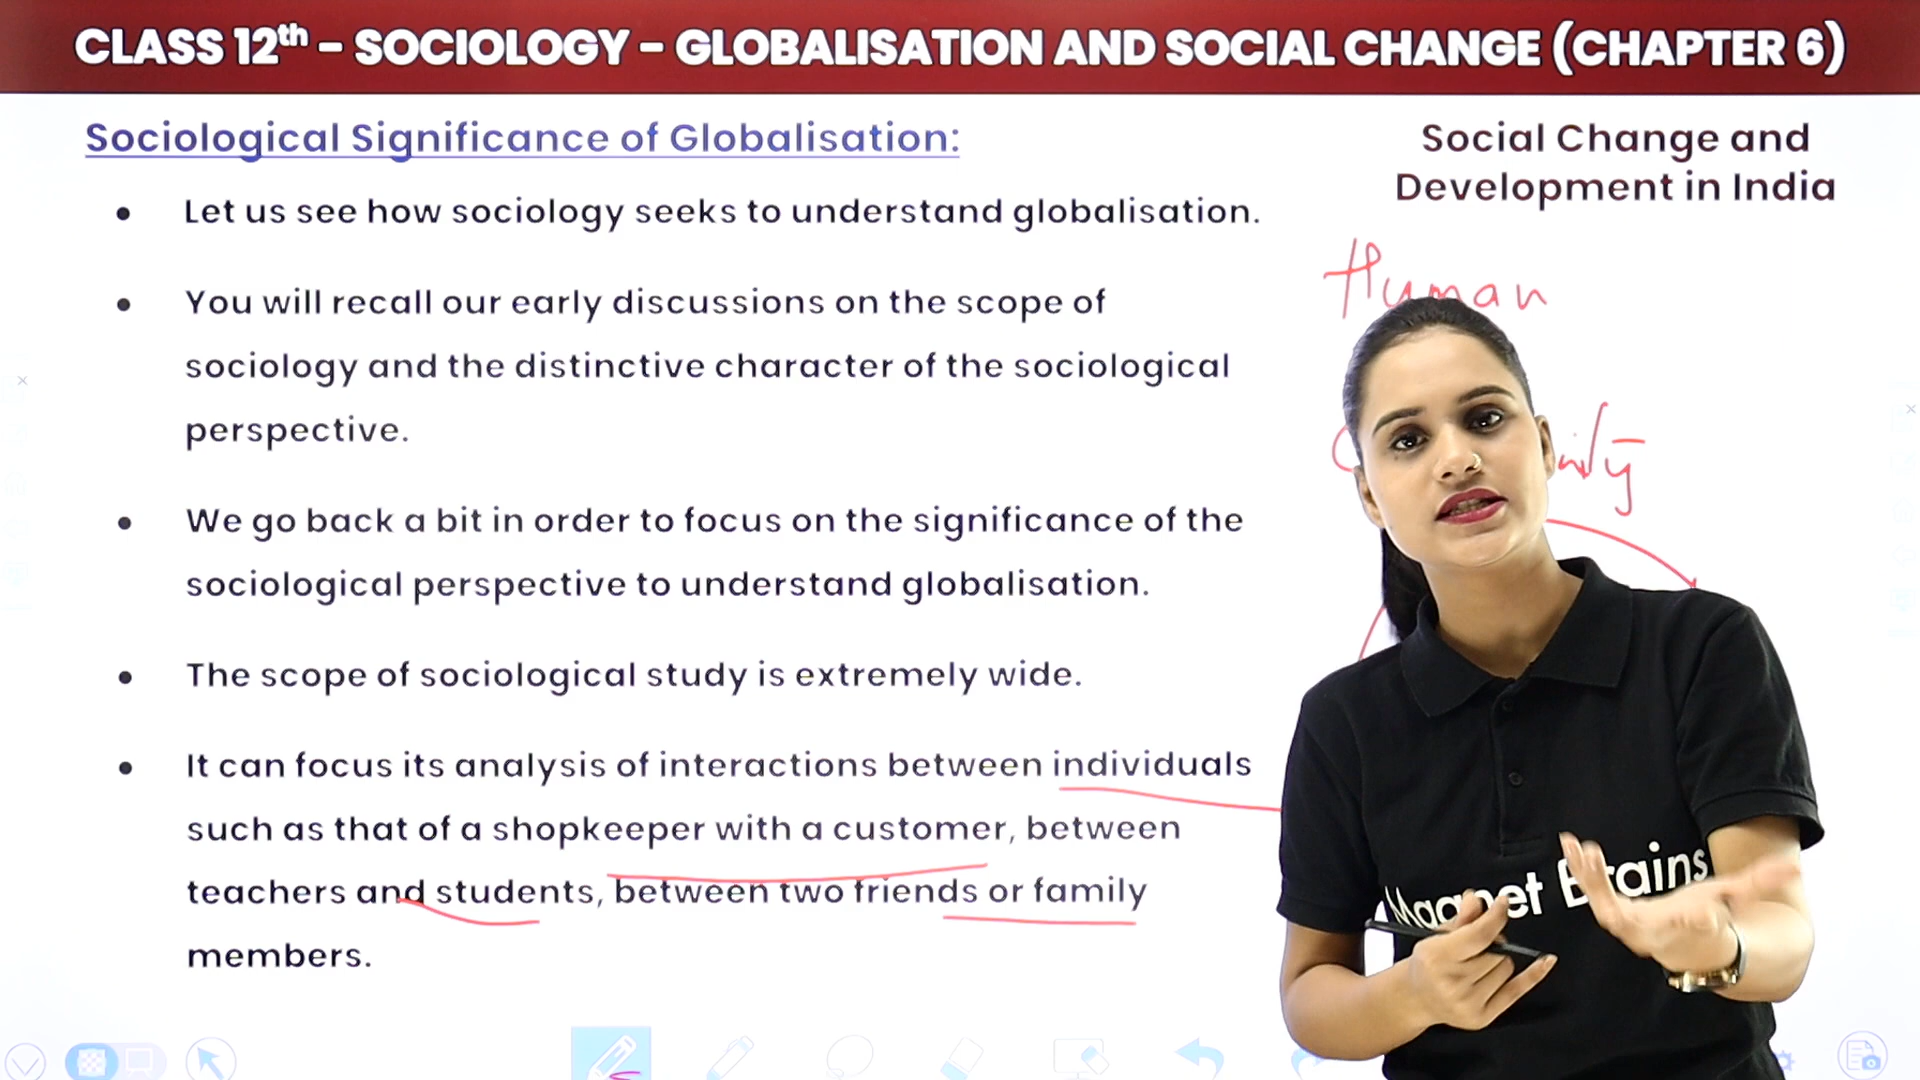 CLASS 12th – SOCIOLOGY – GLOBALISATION AND SOCIAL CHANGE (CHAPTER 6)
Sociological Significance of Globalisation:
Social Change and
Development in India
• Let us see how sociology seeks to understand globalisation.
• You will recall our early discussions on the scope of
sociology and the distinctive character of the sociological
perspective.
• We go back a bit in order to focus on the significance of the
sociological perspective to understand globalisation.
• The scope of sociological study is extremely wide.
• It can focus its analysis of interactions between individuals
such as that of a shopkeeper with a customer, between
teachers and students, between two friends or family
members.
Human
Magnet Brains